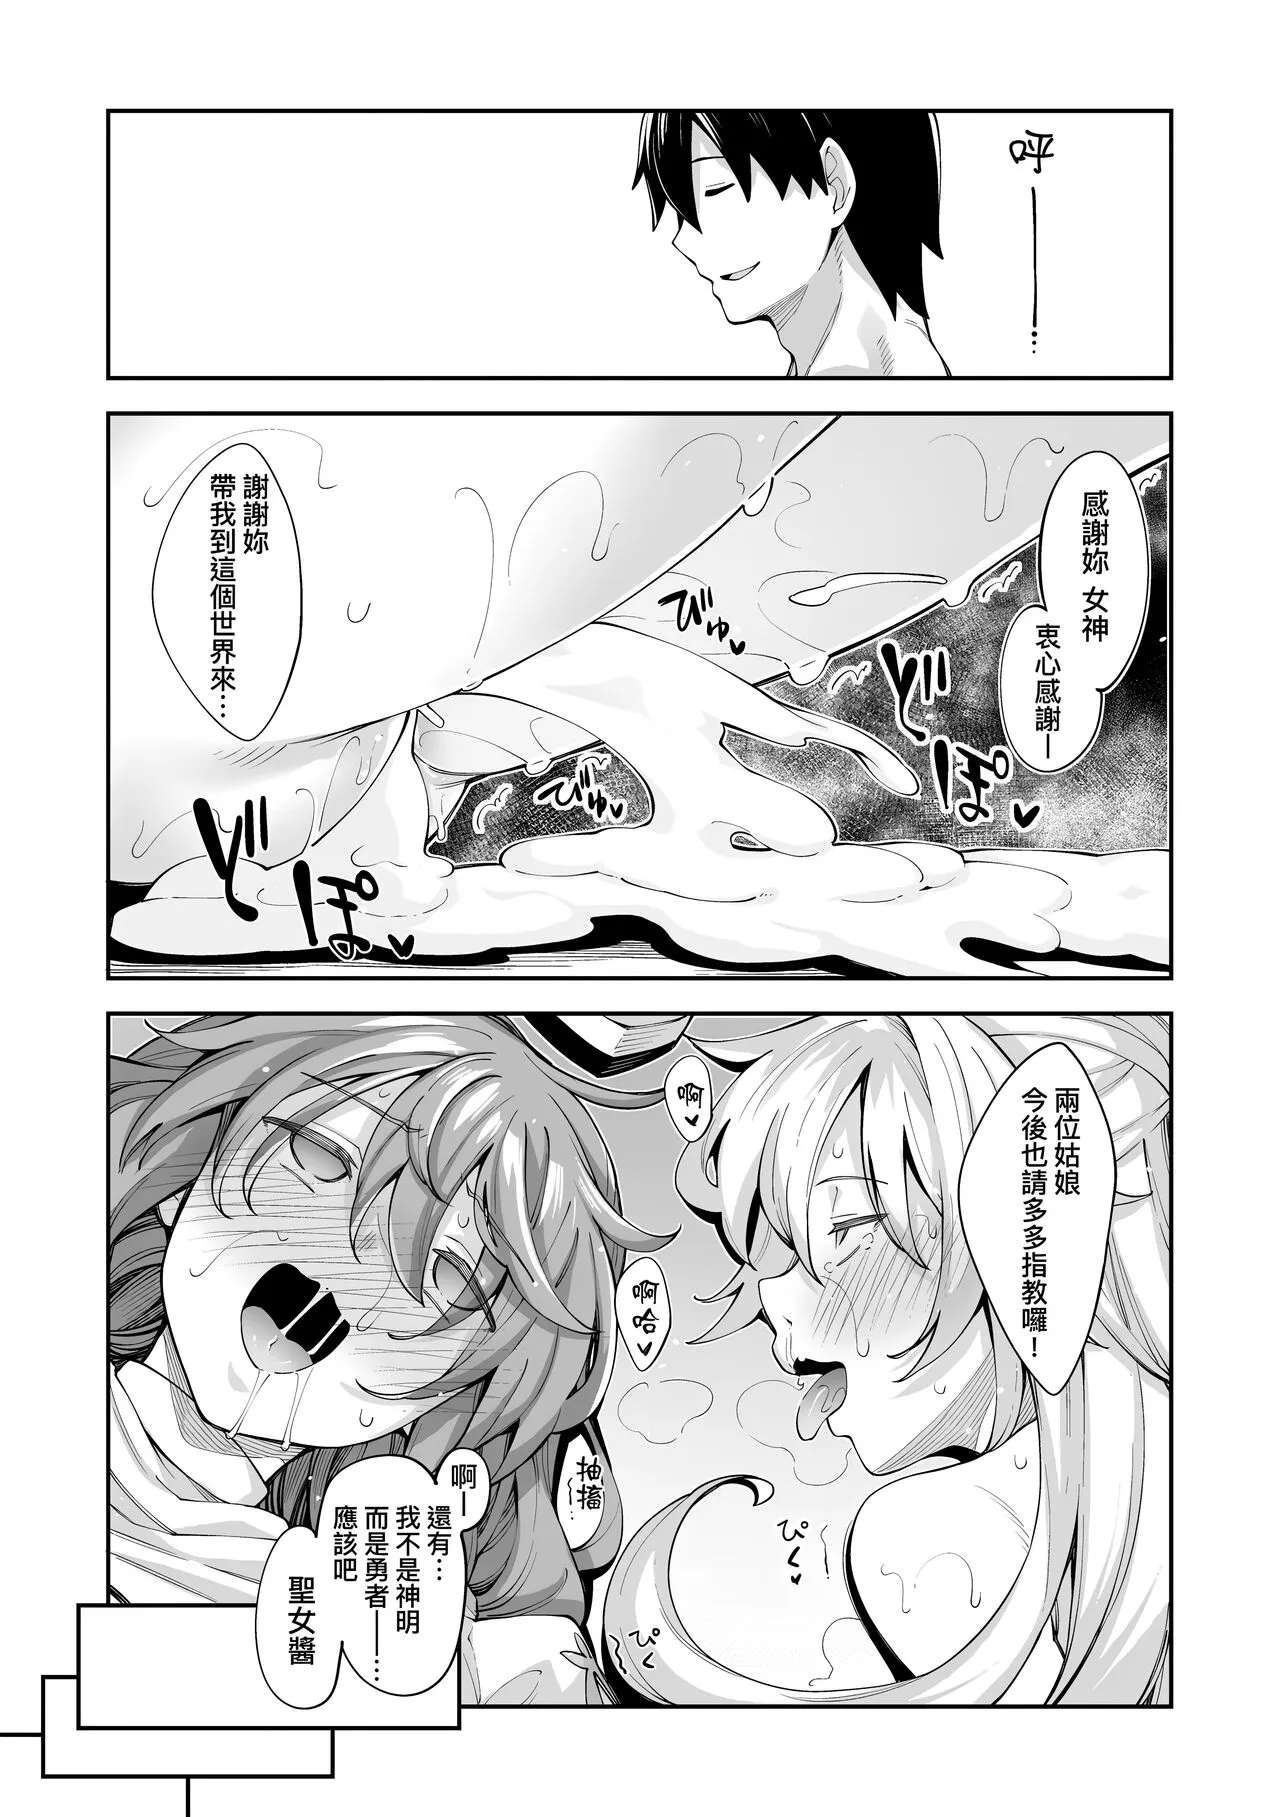 呼——…
感謝妳 女神
衷心感謝—
びゅ♥
どぽ♥
謝謝妳
帶我到這個世界來…
びゅ♥
どぽ♥
兩位姑娘
今後也請多多指教囉！
啊♥
啊哈♥
抽搐
ぴく♥
ぴく
啊—
還有…
我不是神明
而是勇者——…
應該吧
聖女醬